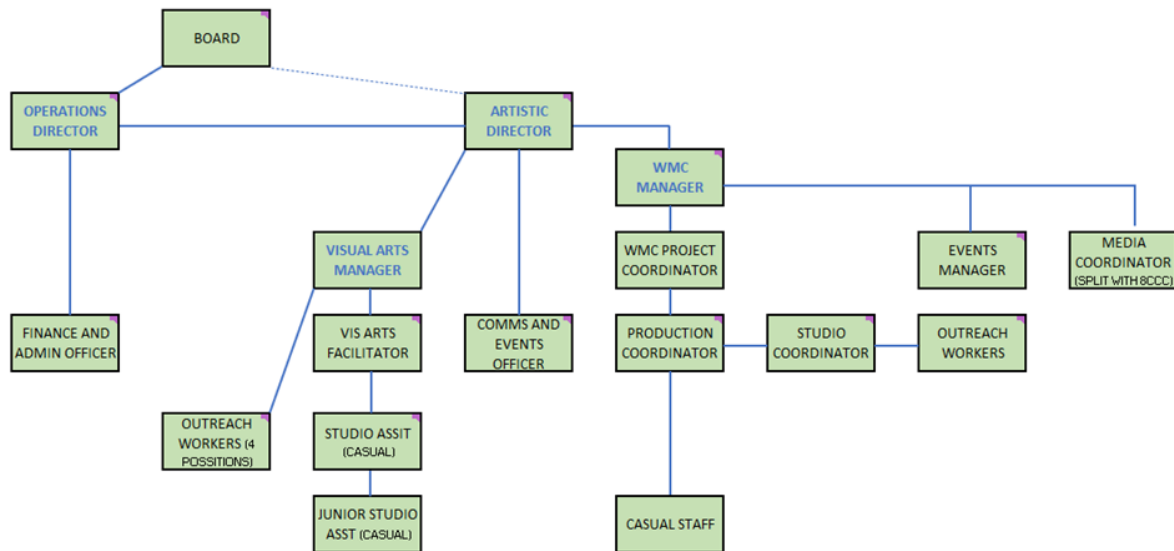 BOARD
OPERATIONS
DIRECTOR
ARTISTIC
DIRECTOR
WMC
MANAGER
VISUAL ARTS
MANAGER
WMC PROJECT
COORDINATOR
EVENTS
MANAGER
MEDIA
COORDINATOR
(SPLIT WITH 8CCC)
FINANCE AND
ADMIN OFFICER
VIS ARTS
FACILITATOR
COMMS AND
EVENTS
OFFICER
PRODUCTION
COORDINATOR
STUDIO
COORDINATOR
OUTREACH
WORKERS
OUTREACH
WORKERS (4
POSSITIONS)
STUDIO ASSIT
(CASUAL)
JUNIOR STUDIO
ASST (CASUAL)
CASUAL STAFF